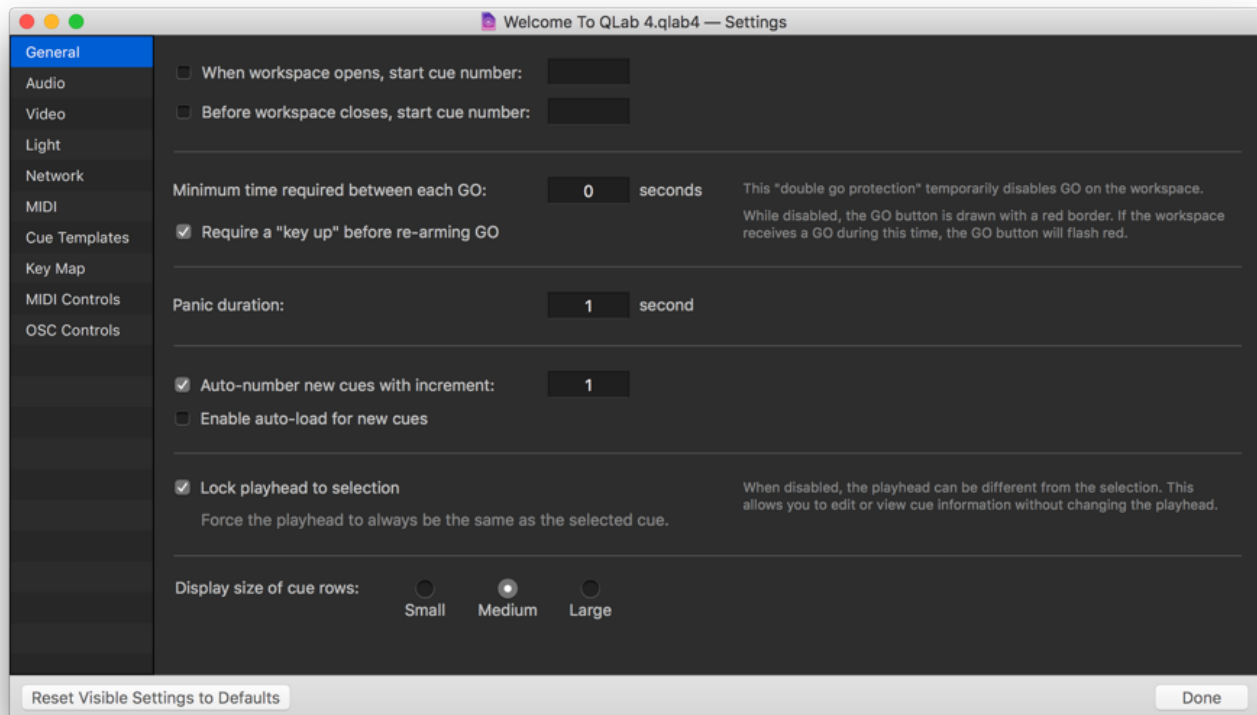 Welcome To QLab 4.qlab4 — Settings
General
Audio
Video
Light
Network
MIDI
Cue Templates
Key Map
MIDI Controls
OSC Controls
When workspace opens, start cue number:
Before workspace closes, start cue number:
Minimum time required between each GO: 0 seconds
This "double go protection" temporarily disables GO on the workspace.
While disabled, the GO button is drawn with a red border. If the workspace
receives a GO during this time, the GO button will flash red.
Require a "key up" before re-arming GO
Panic duration: 1 second
Auto-number new cues with increment: 1
Enable auto-load for new cues
Lock playhead to selection
Force the playhead to always be the same as the selected cue.
When disabled, the playhead can be different from the selection. This
allows you to edit or view cue information without changing the playhead.
Display size of cue rows:
Small Medium Large
Reset Visible Settings to Defaults
Done